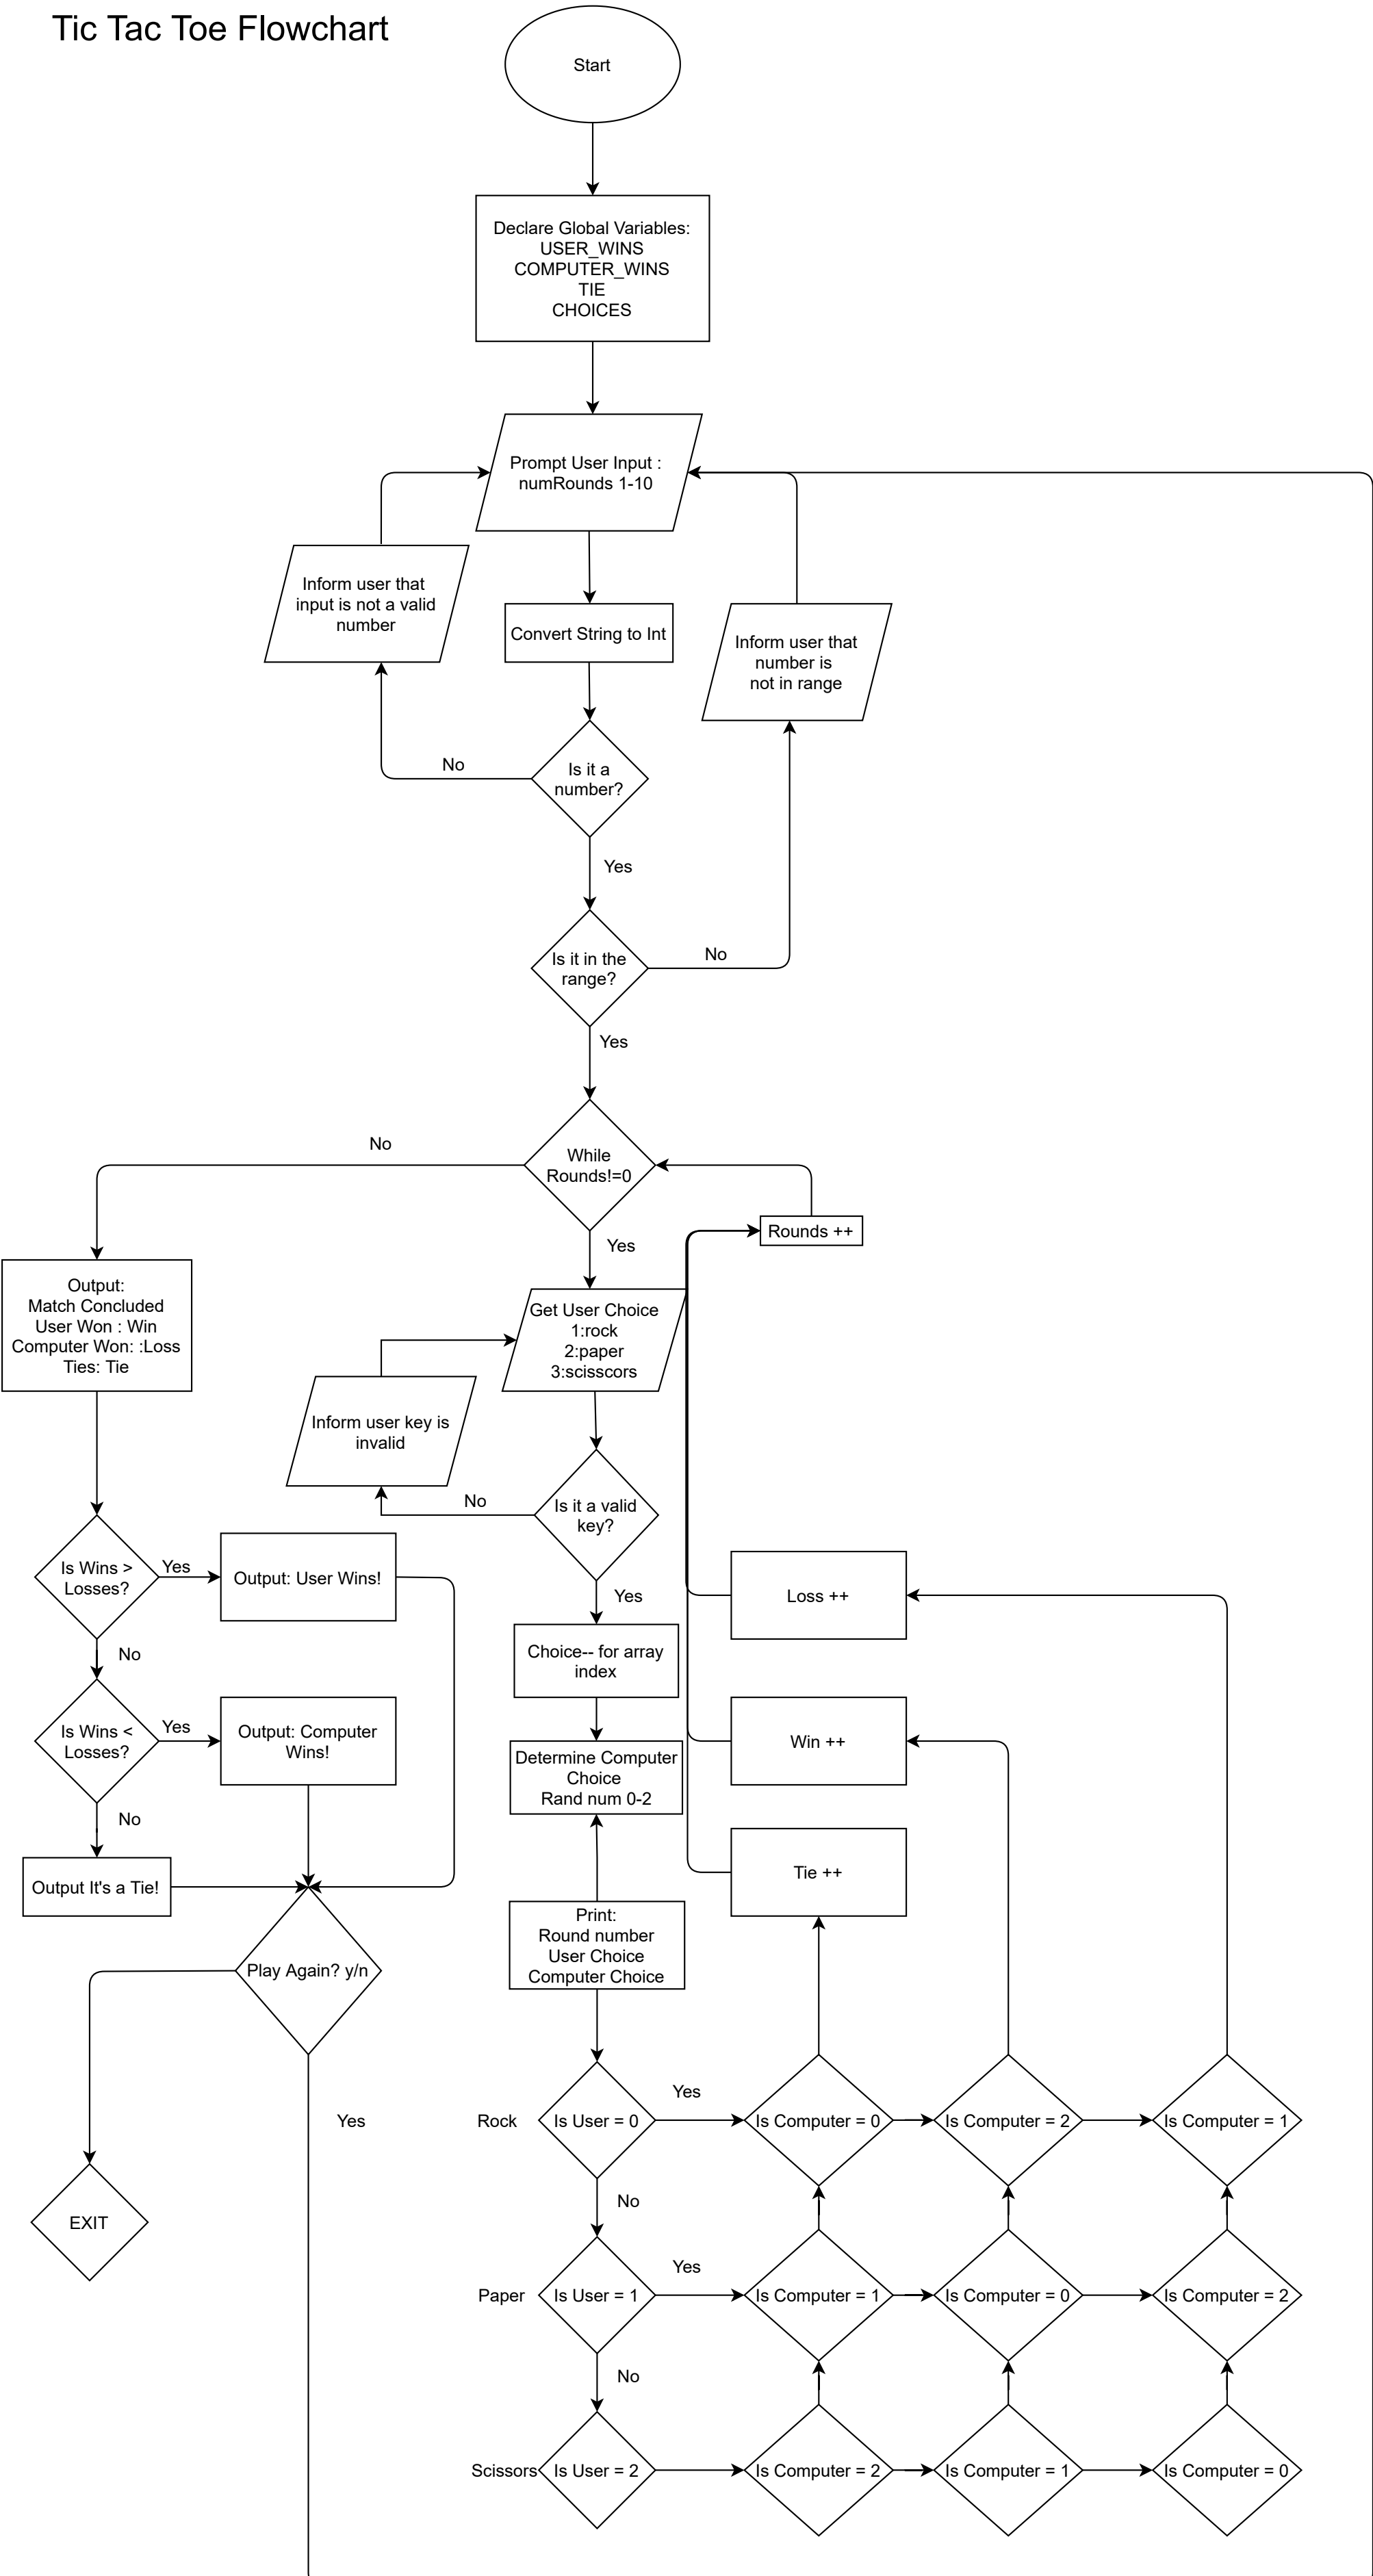 Tic Tac Toe Flowchart
Start
Declare Global Variables:
USER_WINS
COMPUTER_WINS
TIE
CHOICES
Prompt User Input :
numRounds 1-10
Inform user that
input is not a valid
number
Convert String to Int
Inform user that
number is
not in range
No
Is it a
number?
Yes
Is it in the
range?
No
Yes
No
While
Rounds!=0
Rounds ++
Yes
Output:
Match Concluded
User Won : Win
Computer Won: :Loss
Ties: Tie
Get User Choice
1:rock
2:paper
3:scisscors
Inform user key is
invalid
No
Is it a valid
key?
Yes
Is Wins >
Losses?
Yes
Output: User Wins!
No
Is Wins <
Losses?
Yes
Output: Computer
Wins!
No
Output It's a Tie!
Play Again? y/n
Yes
EXIT
Choice-- for array
index
Determine Computer
Choice
Rand num 0-2
Print:
Round number
User Choice
Computer Choice
Loss ++
Win ++
Tie ++
Rock
Is User = 0
Yes
Is Computer = 0
Is Computer = 2
Is Computer = 1
No
Paper
Is User = 1
Yes
Is Computer = 1
Is Computer = 0
Is Computer = 2
No
Scissors
Is User = 2
Is Computer = 2
Is Computer = 1
Is Computer = 0